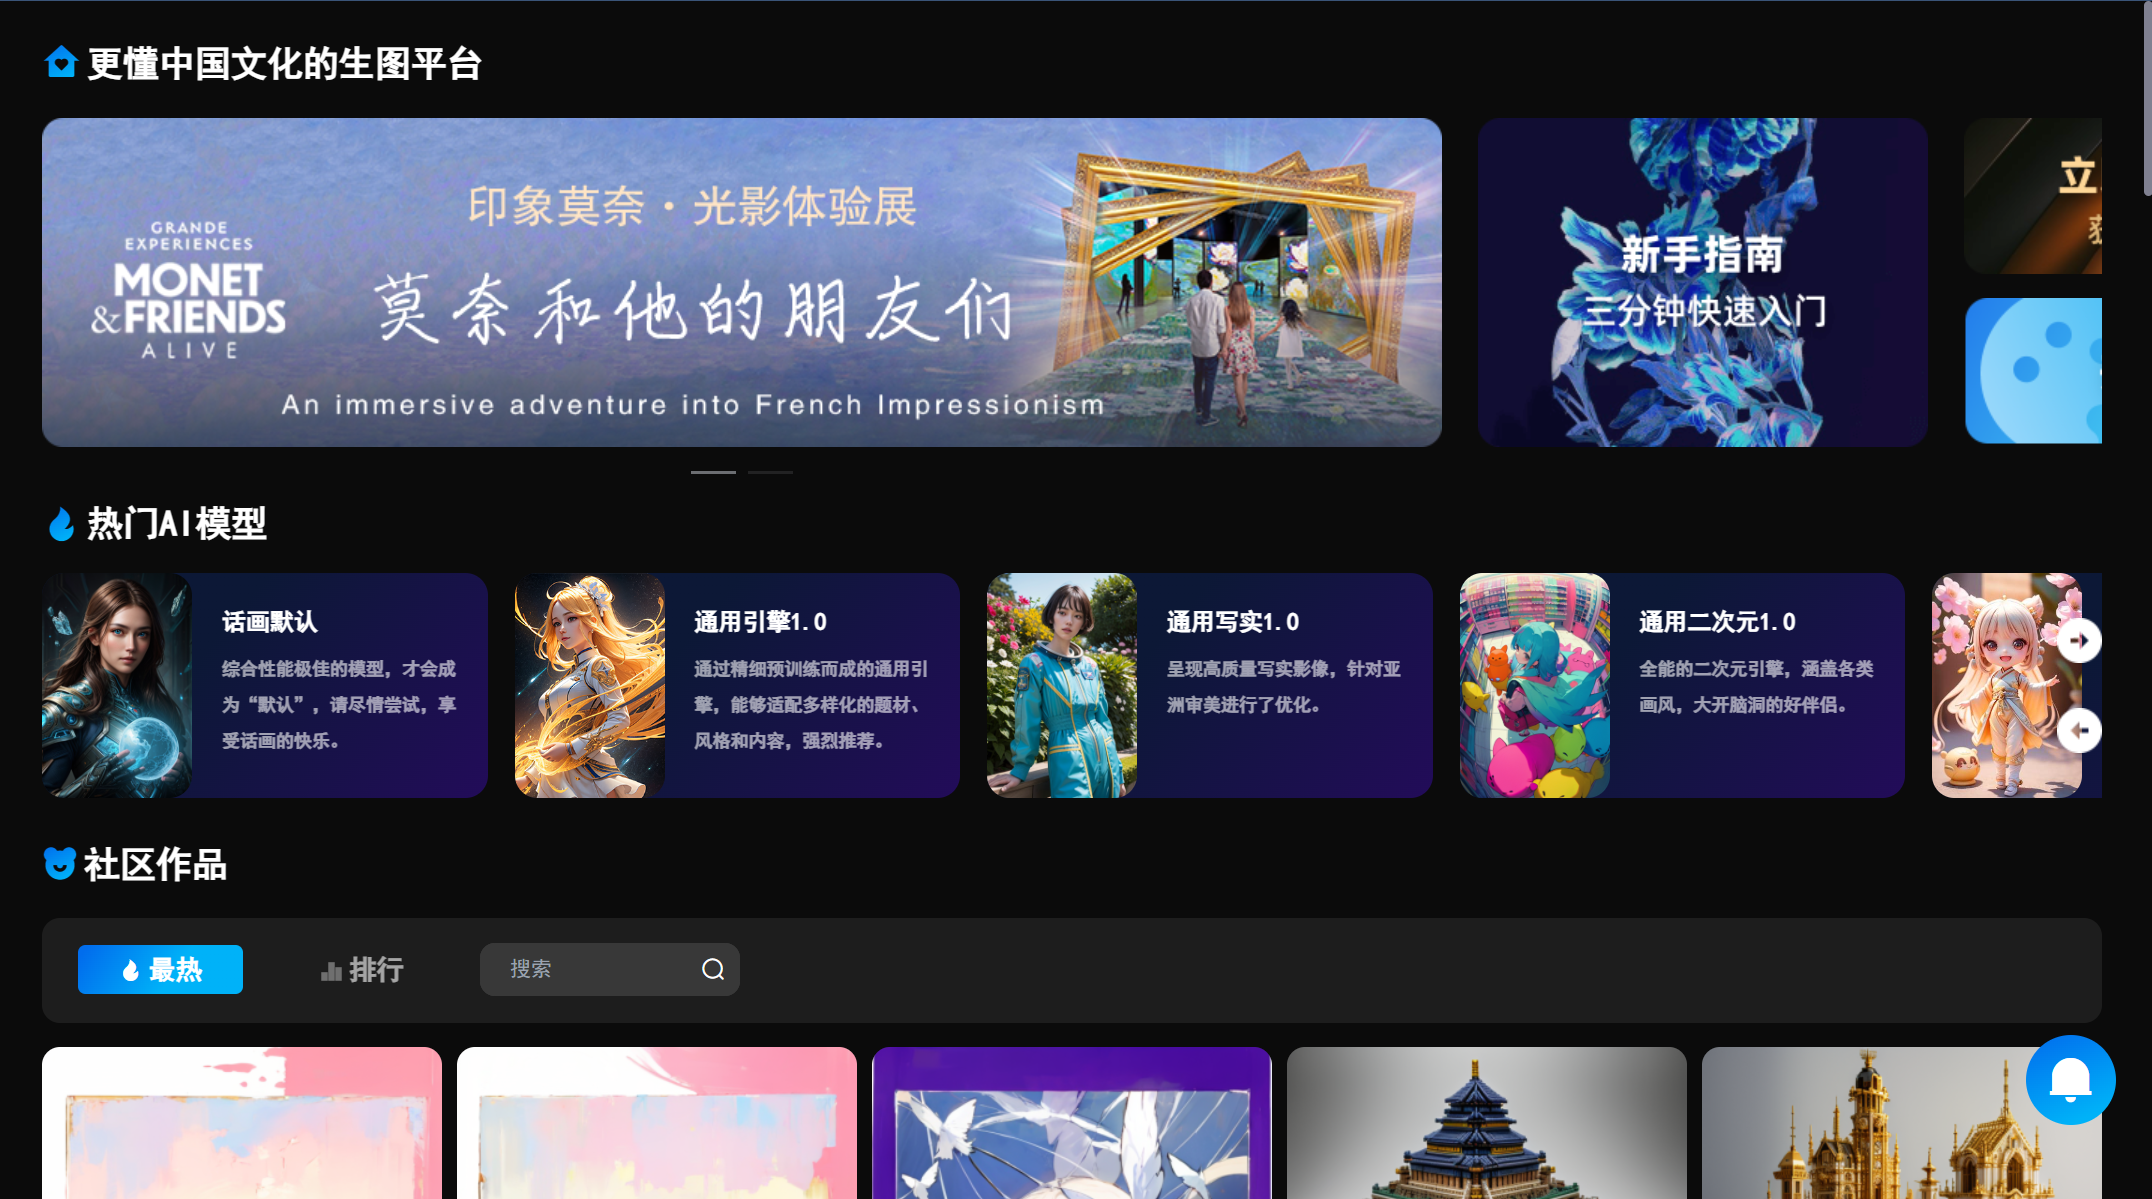 更懂中国文化的生图平台
印象莫奈·光影体验展
GRANDE
EXPERIENCES
MONET
&FRIENDS
ALIVE
莫奈和他的朋友们
An immersive adventure into French Impressionism
新手指南
三分钟快速入门
立
热门AI模型
话画默认
综合性能极佳的模型，才会成
为“默认”，请尽情尝试，享
受话画的快乐。
通用引擎1.0
通过精细预训练而成的通用引
擎，能够适配多样化的题材、
风格和内容，强烈推荐。
通用写实1.0
呈现高质量写实影像，针对亚
洲审美进行了优化。
通用二次元1.0
全能的二次元引擎，涵盖各类
画风，大开脑洞的好伴侣。
社区作品
最热
排行
搜索